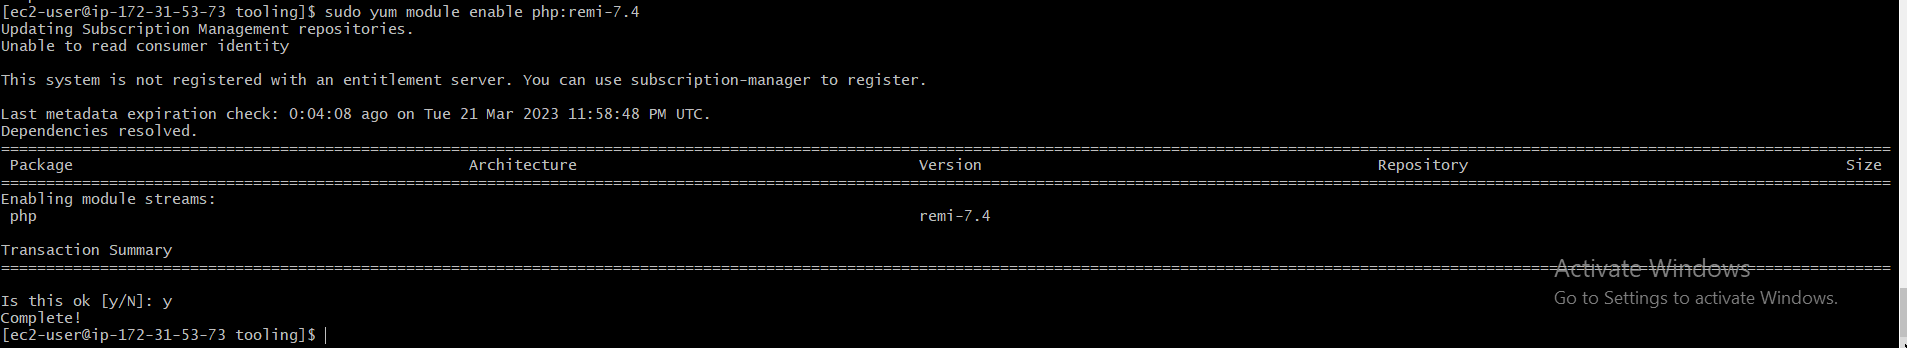 [ec2-user@ip-172-31-53-73 tooling]$ sudo yum module enable php:remi-7.4
Updating Subscription Management repositories.
Unable to read consumer identity
This system is not registered with an entitlement server. You can use subscription-manager to register.
Last metadata expiration check: 0:04:08 ago on Tue 21 Mar 2023 11:58:48 PM UTC.
Dependencies resolved.
Package Architecture Version Repository Size
Enabling module streams:
php remi-7.4
Transaction Summary
Activate Windows
Go to Settings to activate Windows.
Is this ok [y/N]: y
Complete!
[ec2-user@ip-172-31-53-73 tooling]$